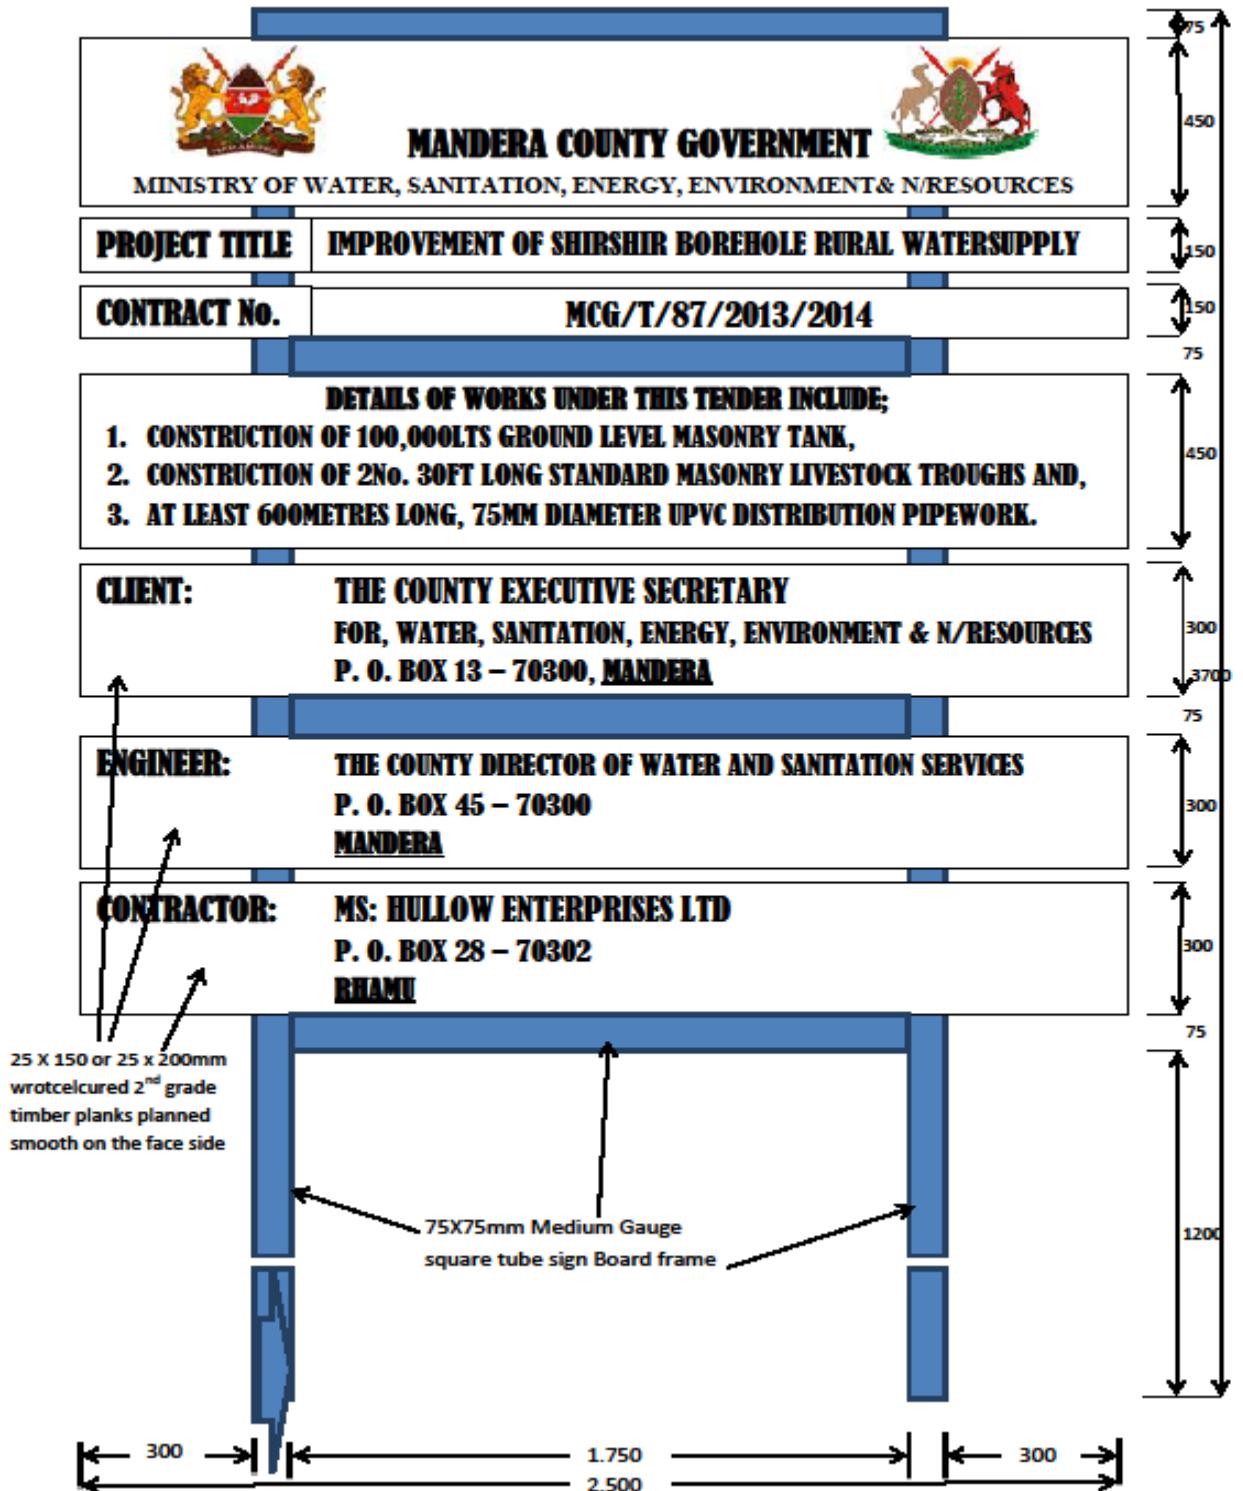 75
450
MANDERA COUNTY GOVERNMENT
MINISTRY OF WATER, SANITATION, ENERGY, ENVIRONMENT& N/RESOURCES
PROJECT TITLE IMPROVEMENT OF SHIRSHIR BOREHOLE RURAL WATERSUPPLY
150
CONTRACT No. MCG/T/87/2013/2014
150
75
DETAILS OF WORKS UNDER THIS TENDER INCLUDE;
1. CONSTRUCTION OF 100,000LTS GROUND LEVEL MASONRY TANK,
2. CONSTRUCTION OF 2No. 30FT LONG STANDARD MASONRY LIVESTOCK TROUGHS AND,
3. AT LEAST 600METRES LONG, 75MM DIAMETER UPVC DISTRIBUTION PIPEWORK.
450
CLIENT: THE COUNTY EXECUTIVE SECRETARY
FOR, WATER, SANITATION, ENERGY, ENVIRONMENT & N/RESOURCES
P. O. BOX 13 – 70300, MANDERA
300
3700
75
ENGINEER: THE COUNTY DIRECTOR OF WATER AND SANITATION SERVICES
P. O. BOX 45 – 70300
MANDERA
300
CONTRACTOR: MS: HULLOW ENTERPRISES LTD
P. O. BOX 28 – 70302
RHAMU
300
75
25 X 150 or 25 x 200mm
wrotcelcured 2nd grade
timber planks planned
smooth on the face side
75X75mm Medium Gauge
square tube sign Board frame
1200
300 1.750 300
2.500